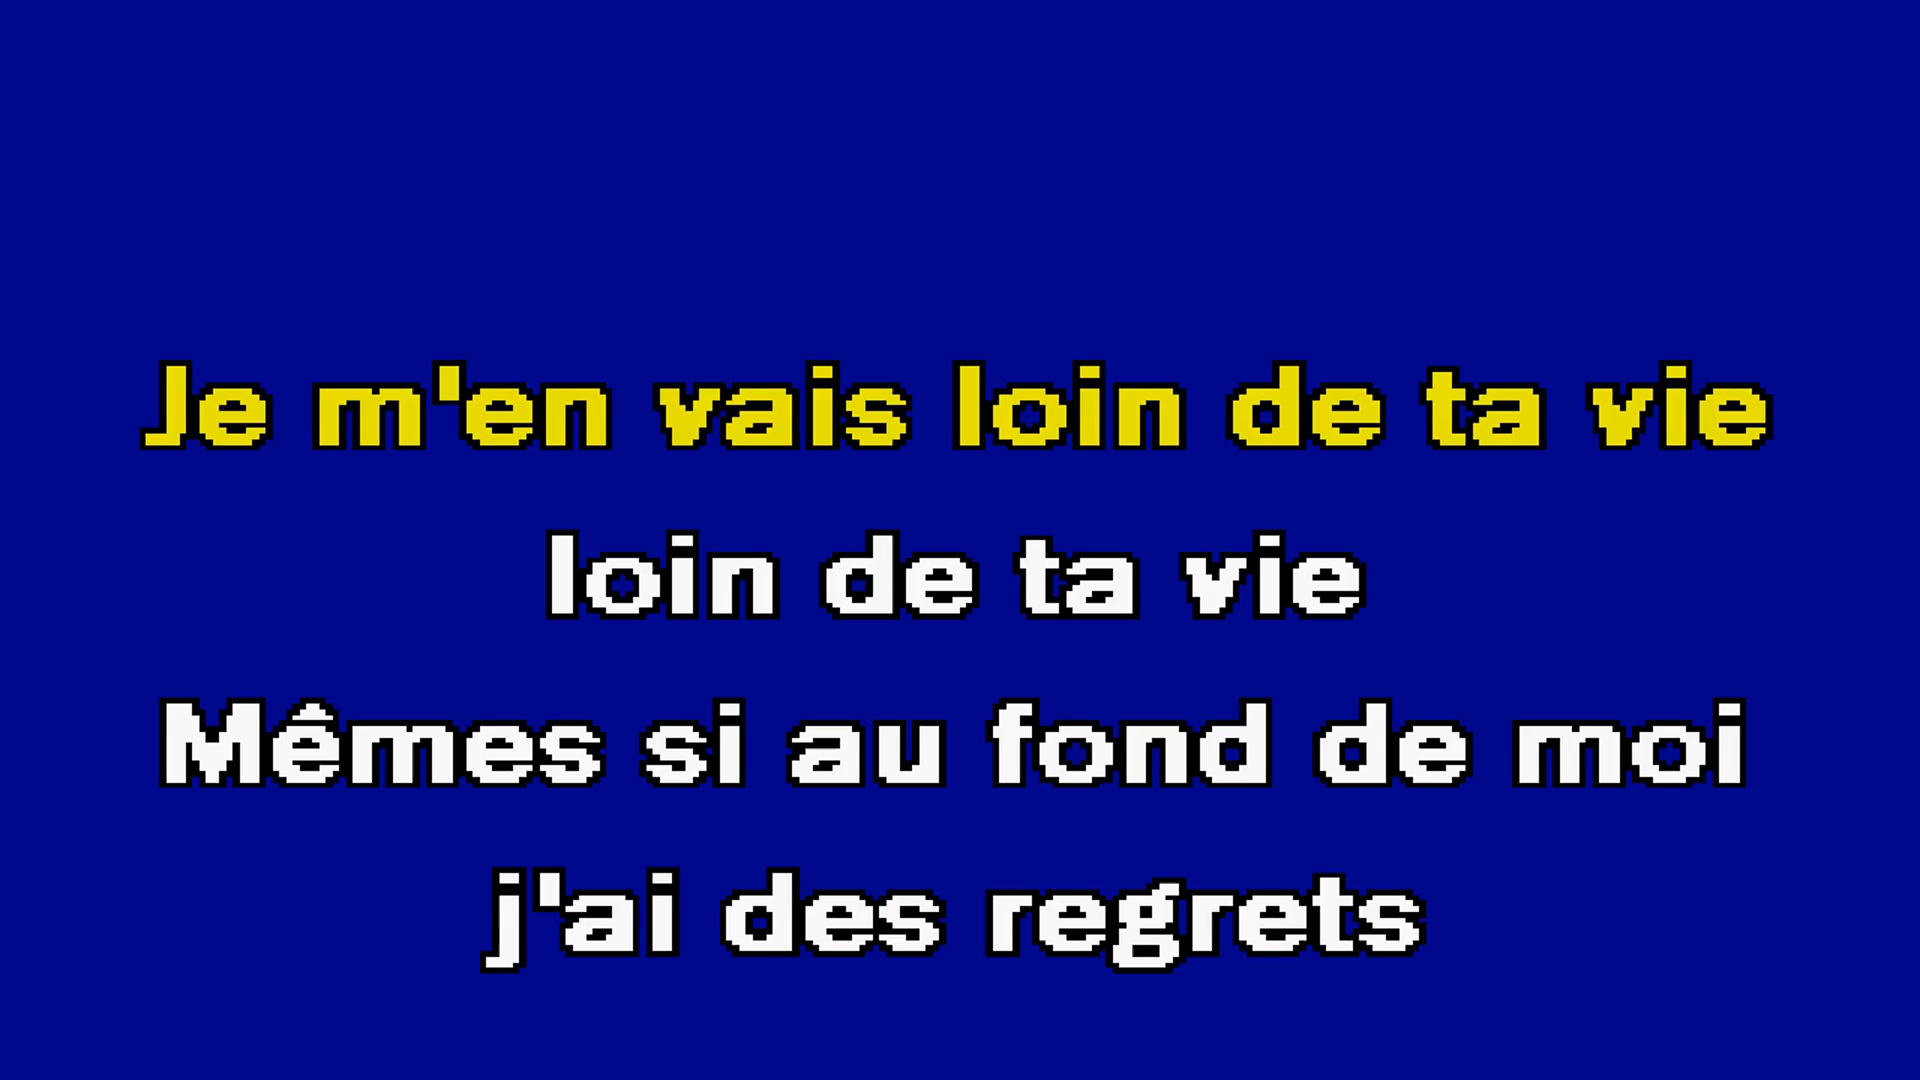 Je m'en vais loin de ta vie
loin de ta vie
Mêmes si au fond de moi
j'ai des regrets